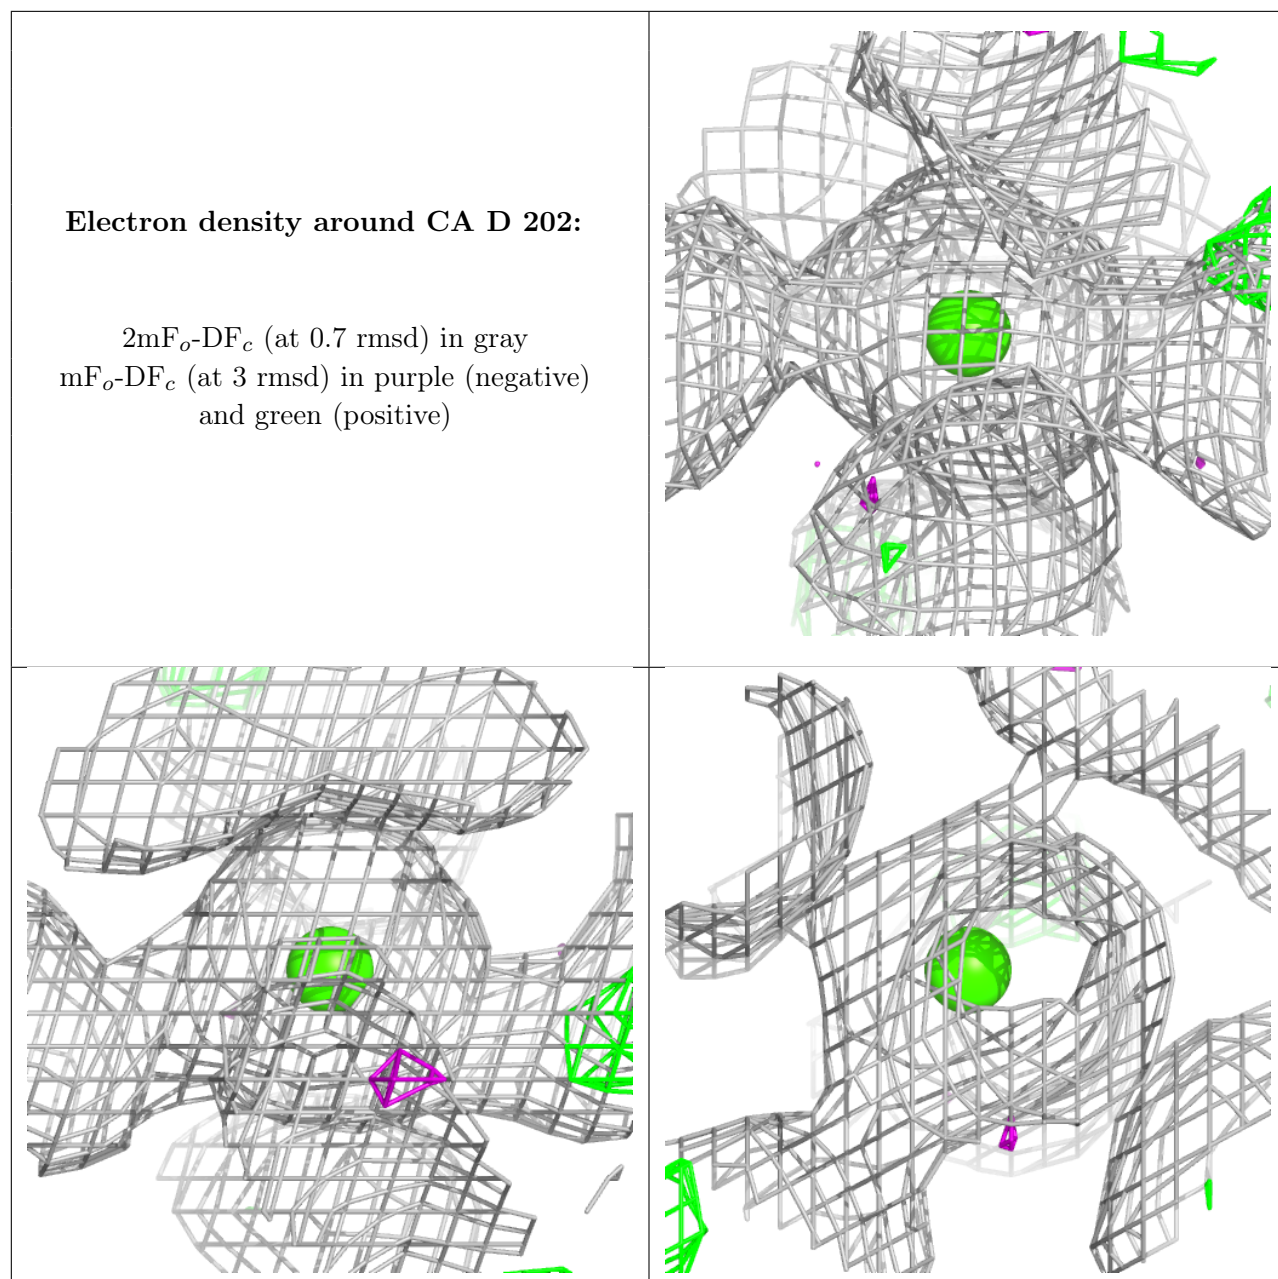 Electron density around CA D 202:
2mFo-DFc (at 0.7 rmsd) in gray
mFo-DFc (at 3 rmsd) in purple (negative)
and green (positive)